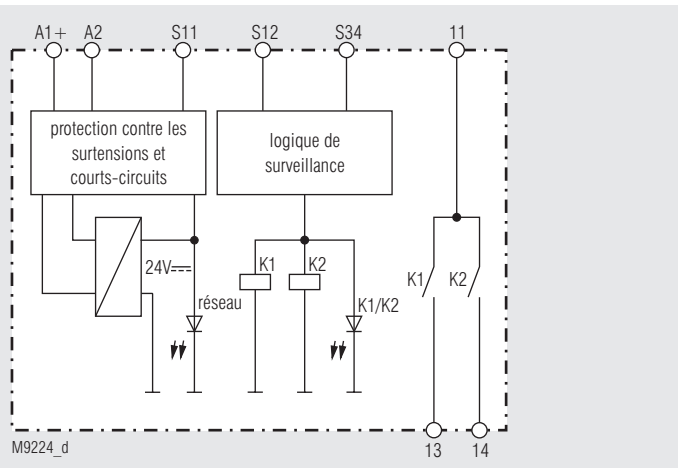 A1+ A2 S11 S12 S34 11
protection contre les
surtensions et
courts-circuits
logique de
surveillance
24V
K1 K2
réseau
K1/K2
K1 K2
13 14
M9224_d